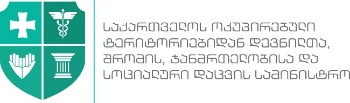 საქართველოს ოკუპირებული
ტერიტორიებიდან დევნილთა,
შრომის, ჯანმრთელობისა და
სოციალური დაცვის სამინისტრო